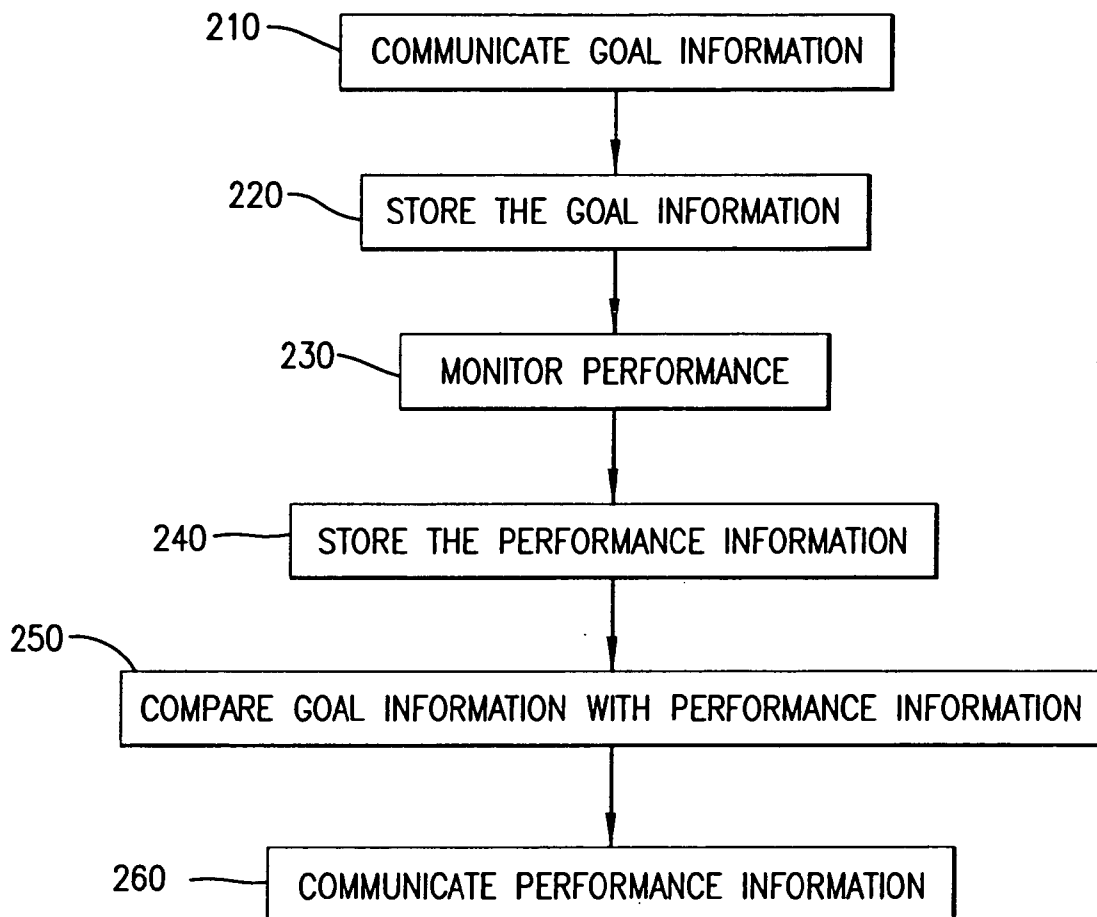 210
COMMUNICATE GOAL INFORMATION
220
STORE THE GOAL INFORMATION
230
MONITOR PERFORMANCE
240
STORE THE PERFORMANCE INFORMATION
250
COMPARE GOAL INFORMATION WITH PERFORMANCE INFORMATION
260
COMMUNICATE PERFORMANCE INFORMATION